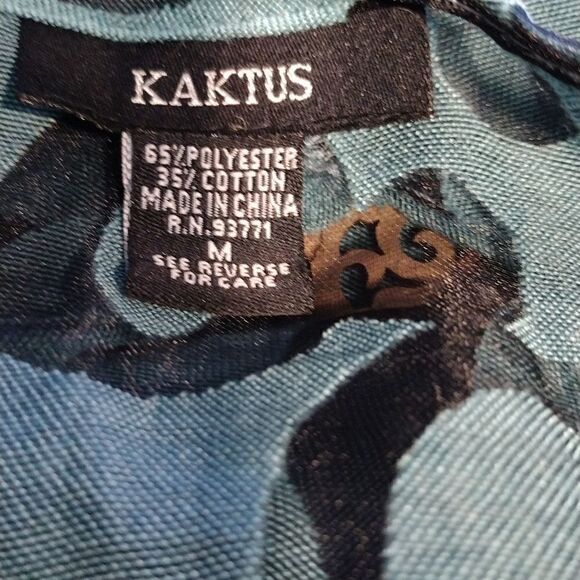 KAKTUS
65% POLYESTER
35% COTTON
MADE IN CHINA
R.N. 93771
M
SEE REVERSE
FOR CARE